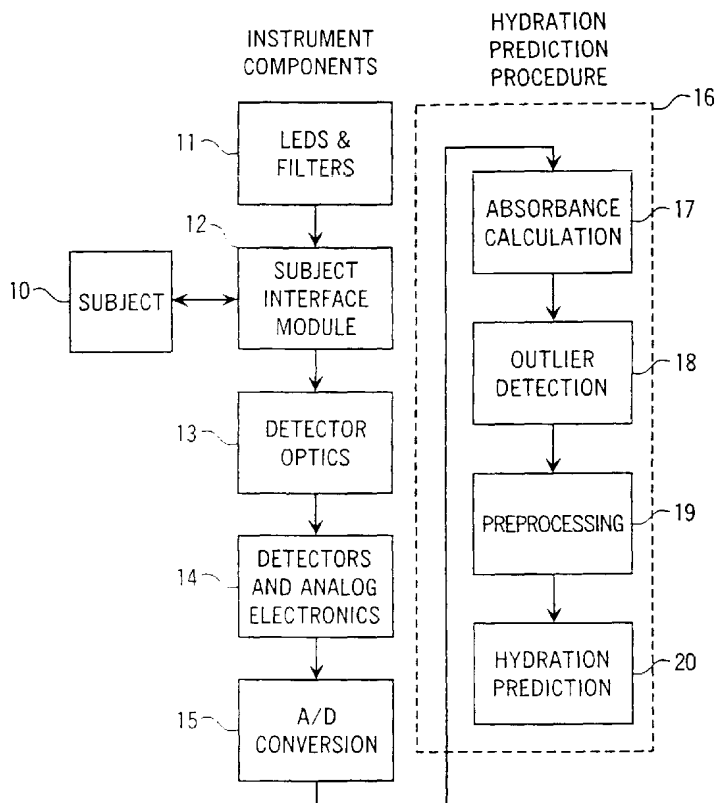 INSTRUMENT
COMPONENTS
11
LEDS &
FILTERS
12
SUBJECT
INTERFACE
MODULE
10
SUBJECT
13
DETECTOR
OPTICS
14
DETECTORS
AND ANALOG
ELECTRONICS
15
A/D
CONVERSION
HYDRATION
PREDICTION
PROCEDURE
16
ABSORBANCE
CALCULATION
17
OUTLIER
DETECTION
18
PREPROCESSING
19
HYDRATION
PREDICTION
20